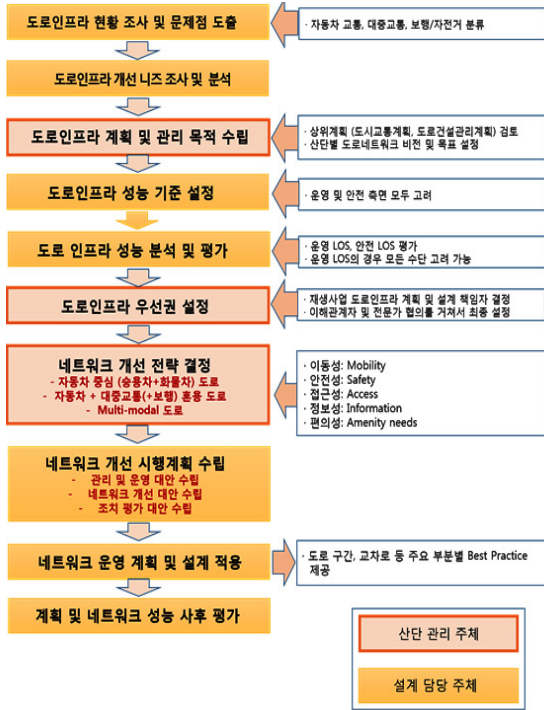 도로인프라 현황 조사 및 문제점 도출
· 자동차 교통, 대중교통, 보행/자전거 분류
도로인프라 개선 니즈 조사 및 분석
도로인프라 계획 및 관리 목적 수립
· 상위계획 (도시교통계획, 도로건설관리계획) 검토
· 산단별 도로네트워크 비전 및 목표 설정
도로인프라 성능 기준 설정
· 운영 및 안전 측면 모두 고려
도로 인프라 성능 분석 및 평가
· 운영 LOS, 안전 LOS 평가
· 운영 LOS의 경우 모든 수단 고려 가능
도로인프라 우선권 설정
· 재생사업 도로인프라 계획 및 설계 책임자 결정
· 이해관계자 및 전문가 협의를 거쳐서 최종 설정
네트워크 개선 전략 결정
- 자동차 중심 (승용차+화물차) 도로
- 자동차 + 대중교통(+보행) 혼용 도로
- Multi-modal 도로
· 이동성: Mobility
· 안전성: Safety
· 접근성: Access
· 정보성: Information
· 편의성: Amenity needs
네트워크 개선 시행계획 수립
- 관리 및 운영 대안 수립
- 네트워크 개선 대안 수립
- 조치 평가 대안 수립
네트워크 운영 계획 및 설계 적용
· 도로 구간, 교차로 등 주요 부분별 Best Practice
제공
계획 및 네트워크 성능 사후 평가
산단 관리 주체
설계 담당 주체